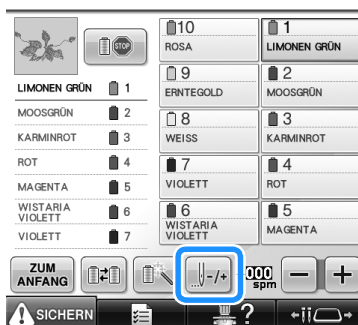 STOP
LIMONEN GRÜN 1
MOOSGRÜN 2
KARMINROT 3
ROT 4
MAGENTA 5
WISTARIA
VIOLETT 6
VIOLETT 7
10
ROSA
1
LIMONEN GRÜN
9
ERNTEGOLD
2
MOOSGRÜN
8
WEISS
3
KARMINROT
7
VIOLETT
4
ROT
6
WISTARIA
VIOLETT
5
MAGENTA
ZUM
ANFANG
-/+
000
spm
- +
SICHERN
?